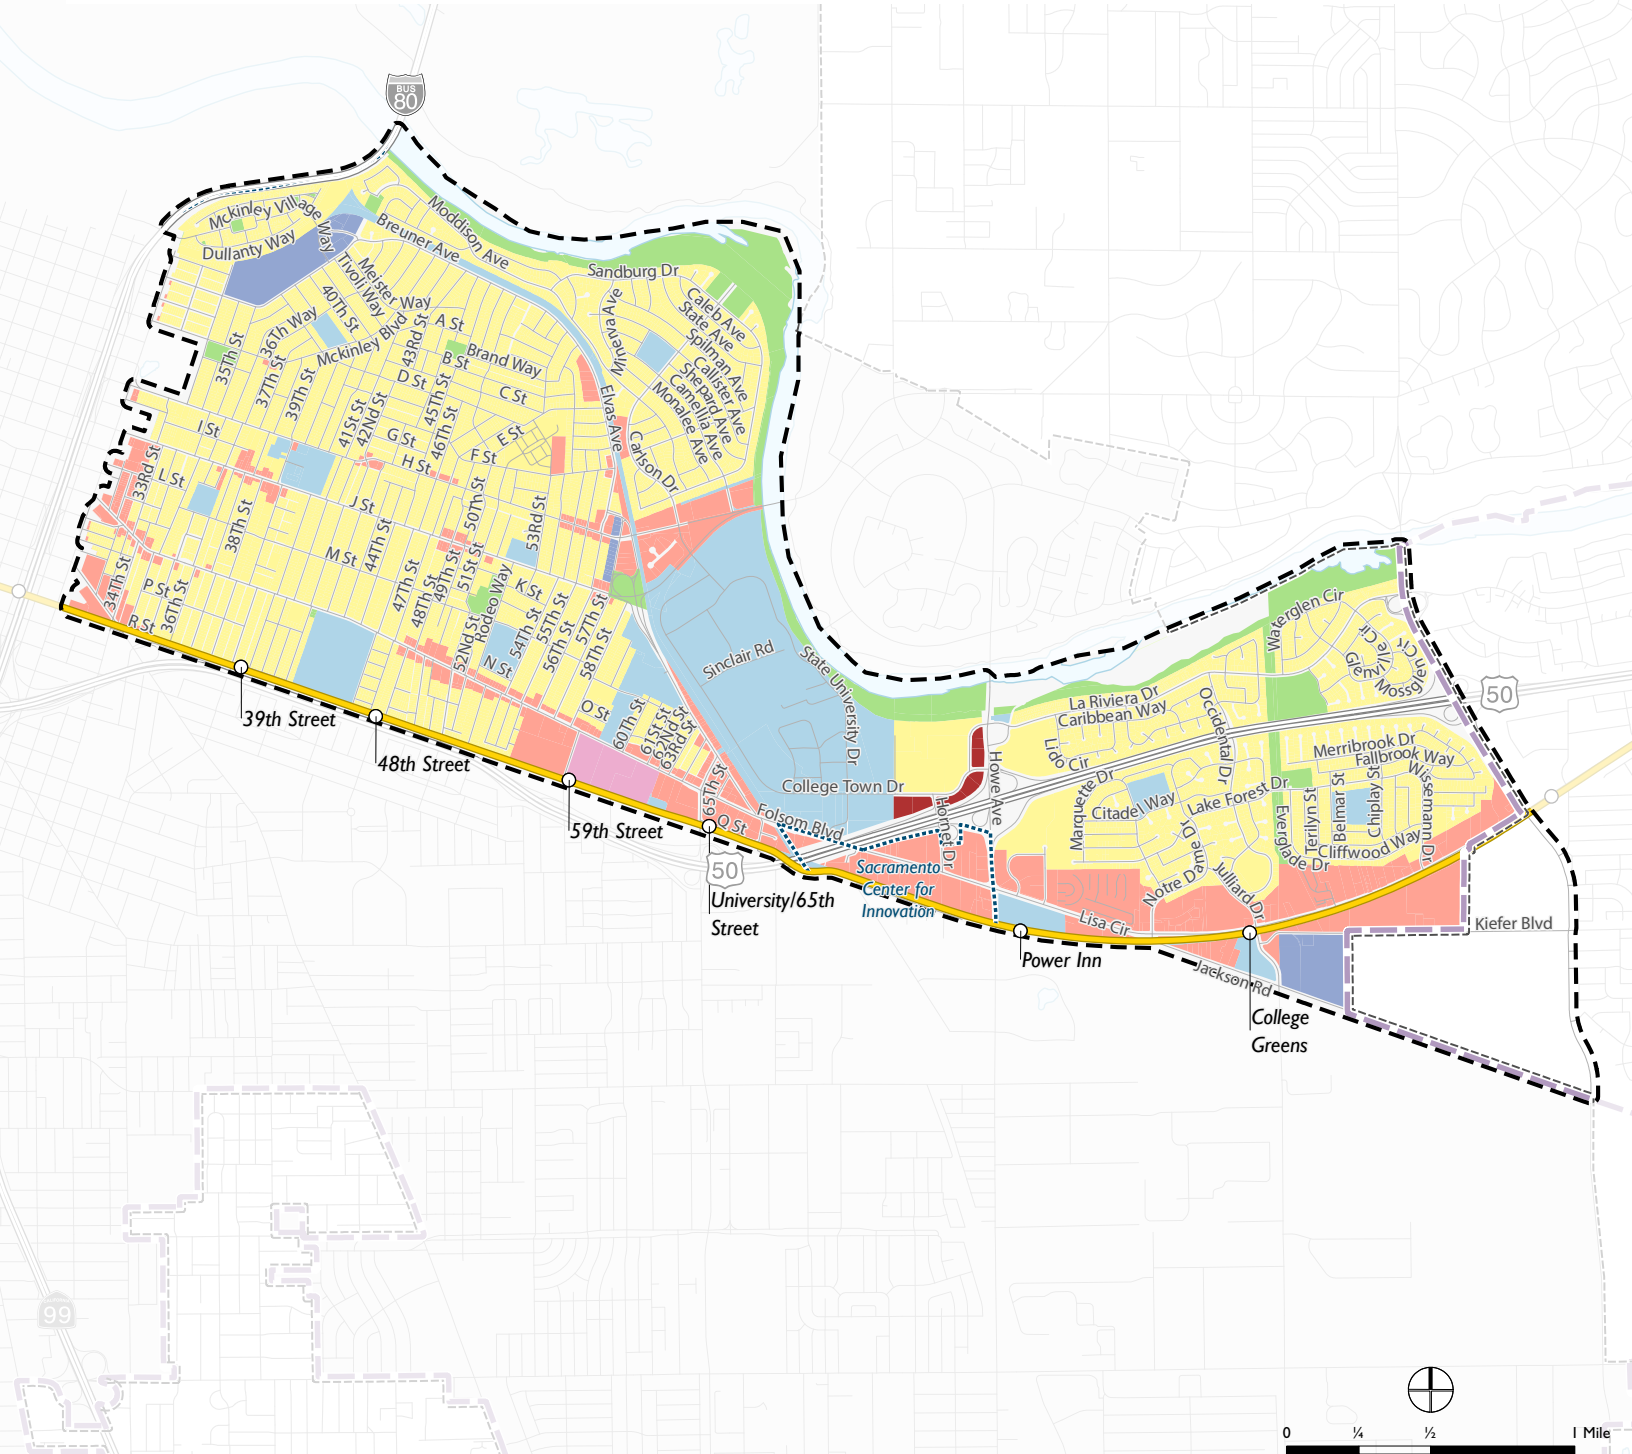 BUS
80
Mckinley Village Way
Dullanty Way
Moddison Ave
Breuner Ave
Sandburg Dr
Meister Way
Tivoli Way
40Th St
36Th Way
Mckinley Blvd
35Th St
37Th St
39Th St
43Rd St
A St
B St
Brand Way
D St
C St
Minerva Ave
Caleb Ave
State Ave
Spilman Ave
Callister Ave
Shepard Ave
Camellia Ave
Monalee Ave
Elvas Ave
Carlson Dr
41St St
42Nd St
45Th St
46Th St
I St
G St
H St
E St
F St
33Rd St
L St
38Th St
J St
44Th St
50Th St
53Rd St
M St
34Th St
P St
36Th St
R St
47Th St
48Th St
49Th St
51St St
52Nd St
Rodeo Way
K St
N St
54Th St
55Th St
56Th St
57Th St
58Th St
O St
60Th St
61St St
62Nd St
63Rd St
65Th St
Q St
Sinclair Rd
State University Dr
College Town Dr
Folsom Blvd
Hornet Dr
Howe Ave
La Riviera Dr
Caribbean Way
Lido Cir
Occidental Dr
Waterglen Cir
Glenville Cir
Mossglen Cir
50
Merribrook Dr
Fallbrook Way
Wissemann Dr
Marquette Dr
Citadel Way
Lake Forest Dr
Notre Dame Dr
Julliard Dr
Everglade Dr
Terilyn St
Belmar St
Chiplay St
Cliffwood Way
Lisa Cir
Kiefer Blvd
Jackson Rd
39th Street
48th Street
59th Street
50
University/65th
Street
Sacramento
Center for
Innovation
Power Inn
College
Greens
99
0 ¼ ½ 1 Mile